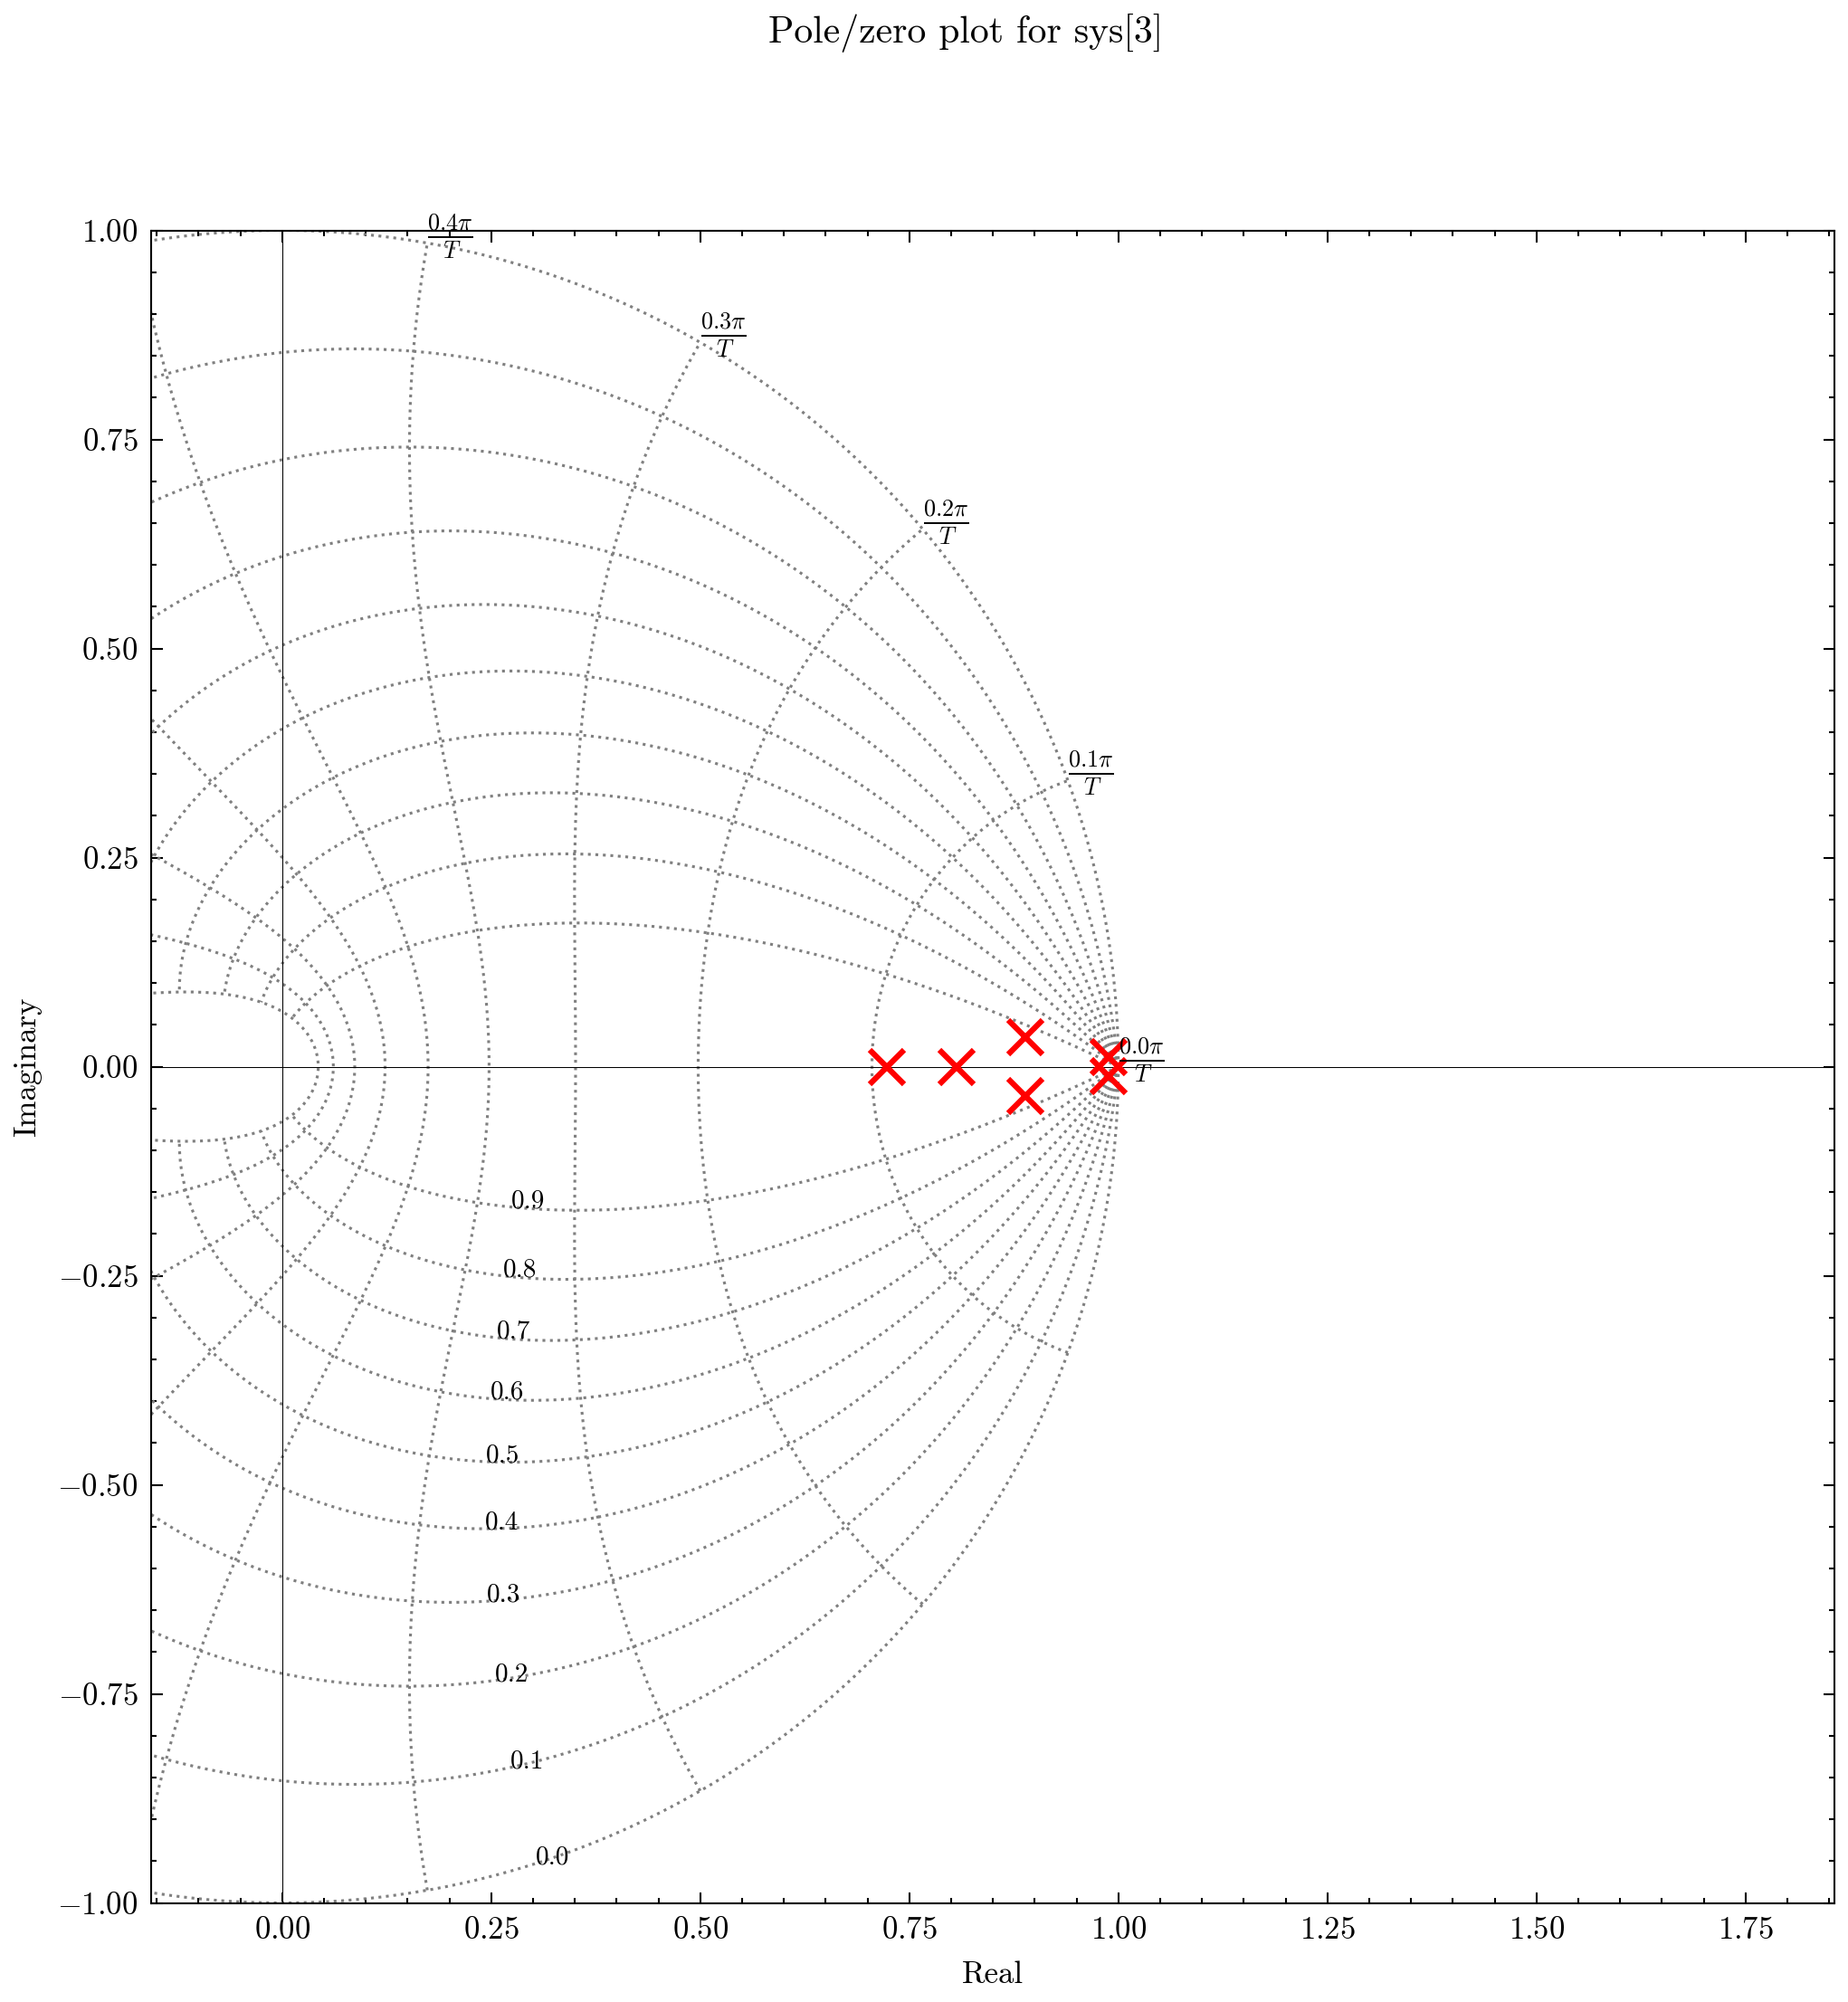 Pole/zero plot for sys[3]
1.00
0.75
0.50
0.25
0.00
−0.25
−0.50
−0.75
−1.00
Imaginary
0.4π
T
0.3π
T
0.2π
T
0.1π
T
0.0π
T
0.9
0.8
0.7
0.6
0.5
0.4
0.3
0.2
0.1
0.0
0.00 0.25 0.50 0.75 1.00 1.25 1.50 1.75
Real